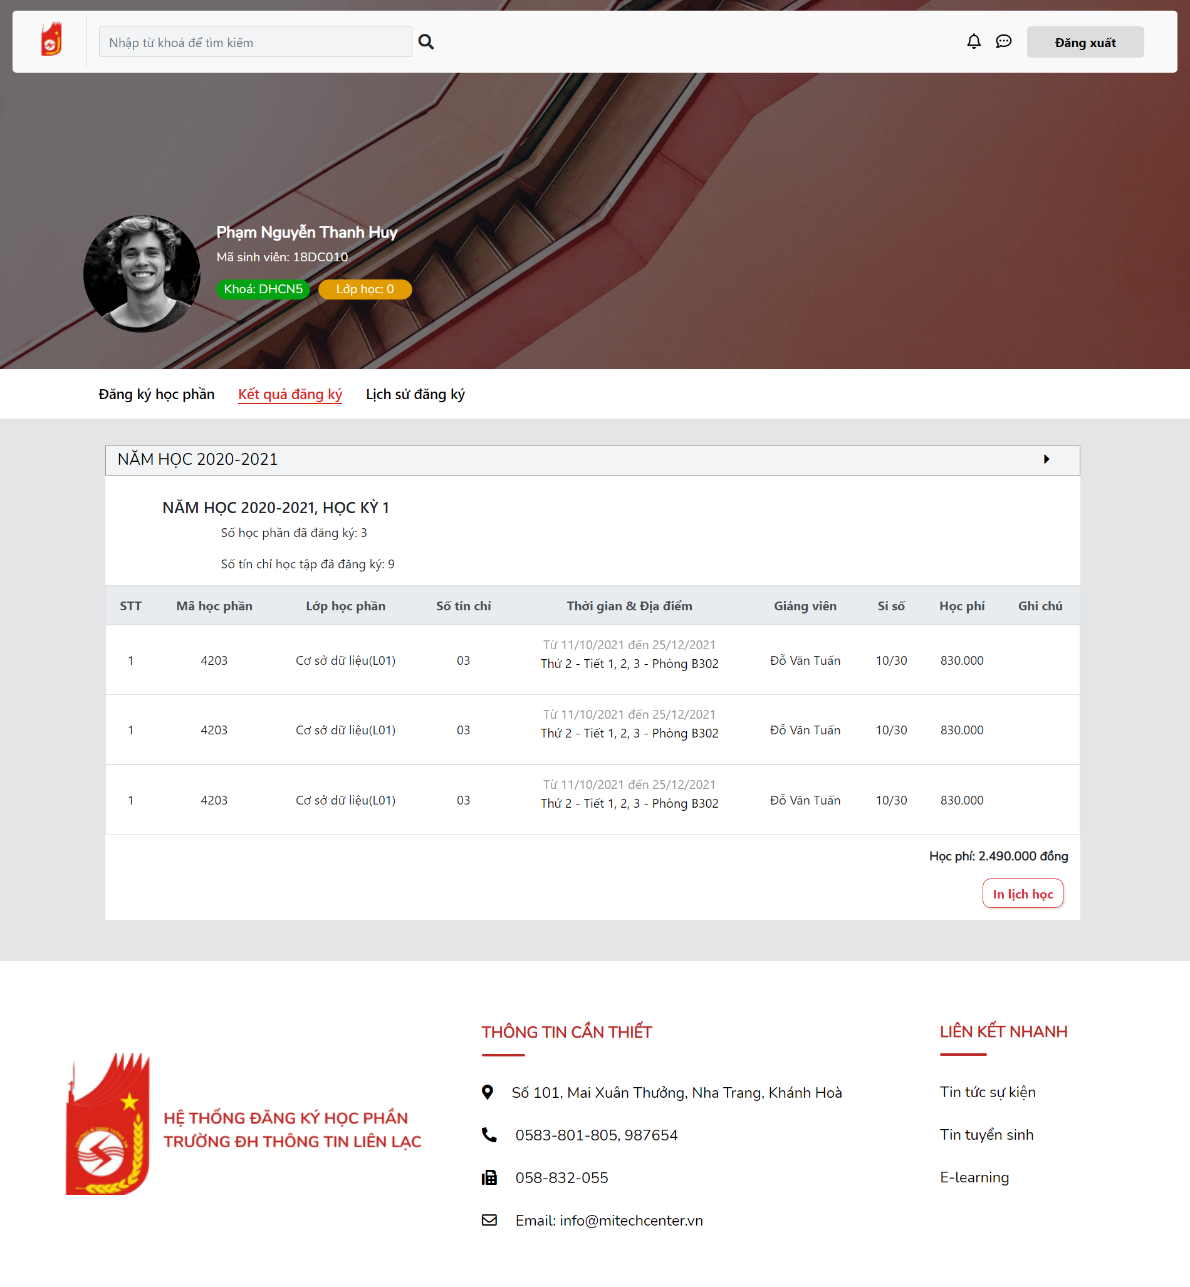 Nhập từ khoá để tìm kiếm
Đăng xuất
Phạm Nguyễn Thanh Huy
Mã sinh viên: 18DC010
Khoá: DHCN5 Lớp học: 0
Đăng ký học phần Kết quả đăng ký Lịch sử đăng ký
NĂM HỌC 2020-2021
NĂM HỌC 2020-2021, HỌC KỲ 1
Số học phần đã đăng ký: 3
Số tín chỉ học tập đã đăng ký: 9
STT Mã học phần Lớp học phần Số tín chỉ Thời gian & Địa điểm Giảng viên Sỉ số Học phí Ghi chú
Từ 11/10/2021 đến 25/12/2021
1 4203 Cơ sở dữ liệu(L01) 03 Thứ 2 - Tiết 1, 2, 3 - Phòng B302 Đỗ Văn Tuấn 10/30 830.000
Từ 11/10/2021 đến 25/12/2021
1 4203 Cơ sở dữ liệu(L01) 03 Thứ 2 - Tiết 1, 2, 3 - Phòng B302 Đỗ Văn Tuấn 10/30 830.000
Từ 11/10/2021 đến 25/12/2021
1 4203 Cơ sở dữ liệu(L01) 03 Thứ 2 - Tiết 1, 2, 3 - Phòng B302 Đỗ Văn Tuấn 10/30 830.000
Học phí: 2.490.000 đồng
In lịch học
HỆ THỐNG ĐĂNG KÝ HỌC PHẦN
TRƯỜNG ĐH THÔNG TIN LIÊN LẠC
THÔNG TIN CẦN THIẾT
Số 101, Mai Xuân Thưởng, Nha Trang, Khánh Hoà
0583-801-805, 987654
058-832-055
Email: info@mitechcenter.vn
LIÊN KẾT NHANH
Tin tức sự kiện
Tin tuyển sinh
E-learning